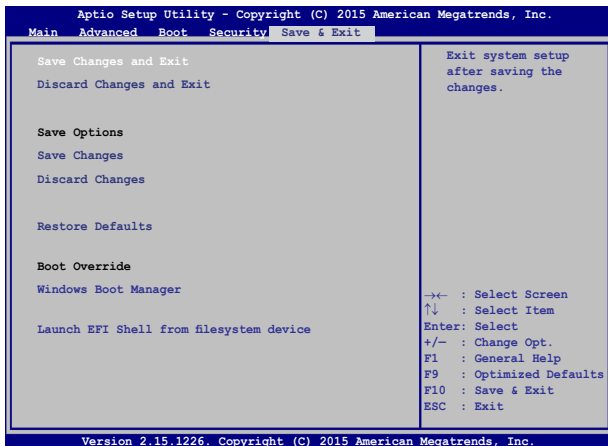 Aptio Setup Utility - Copyright (C) 2015 American Megatrends, Inc.
Main Advanced Boot Security Save & Exit
Save Changes and Exit
Discard Changes and Exit
Save Options
Save Changes
Discard Changes
Restore Defaults
Boot Override
Windows Boot Manager
Launch EFI Shell from filesystem device
Exit system setup
after saving the
changes.
→← : Select Screen
↑↓ : Select Item
Enter: Select
+/— : Change Opt.
F1 : General Help
F9 : Optimized Defaults
F10 : Save & Exit
ESC : Exit
Version 2.15.1226. Copyright (C) 2015 American Megatrends, Inc.